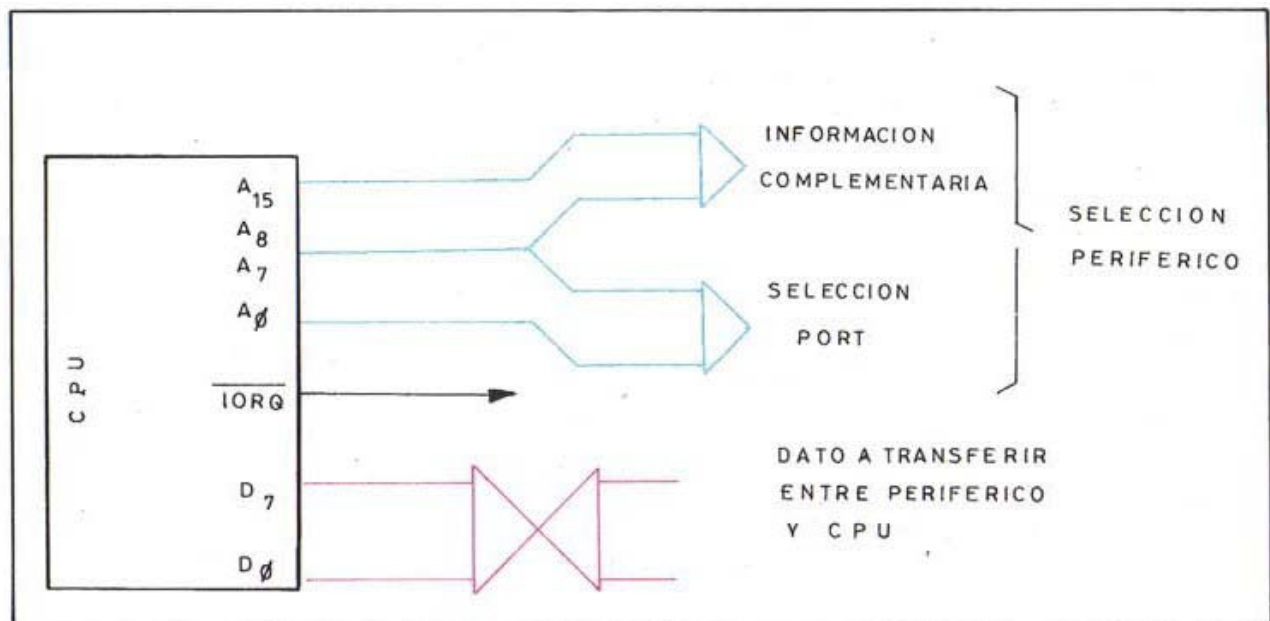 CPU
A15
A8
A7
AØ
IORQ
D7
DØ
INFORMACION
COMPLEMENTARIA
SELECCION
PORT
SELECCION
PERIFERICO
DATO A TRANSFERIR
ENTRE PERIFERICO
Y CPU